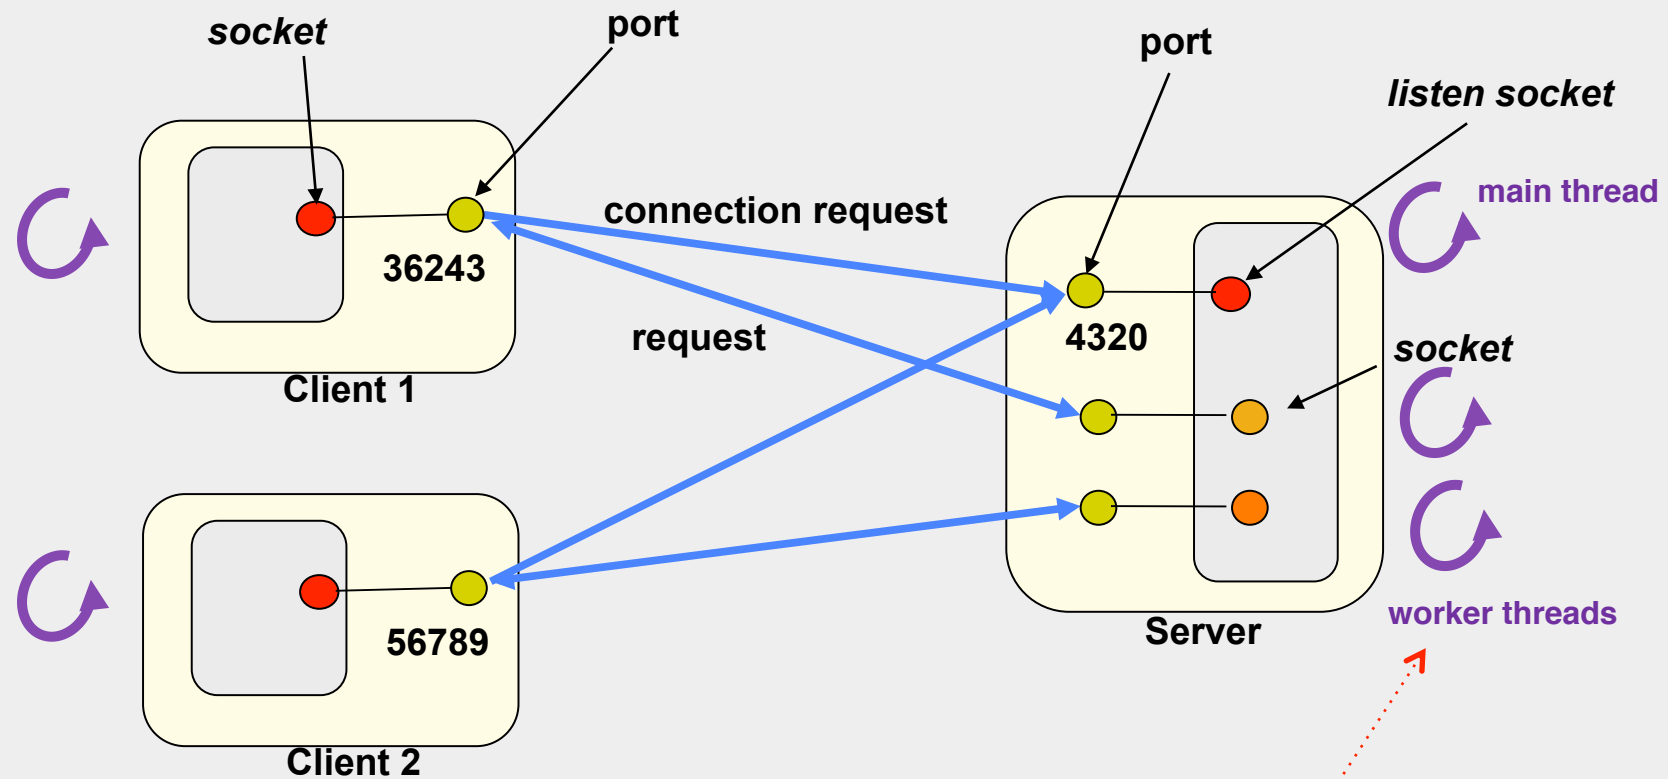 socket
port
port
listen socket
main thread
connection request
36243
request
4320
socket
Client 1
56789
worker threads
Server
Client 2